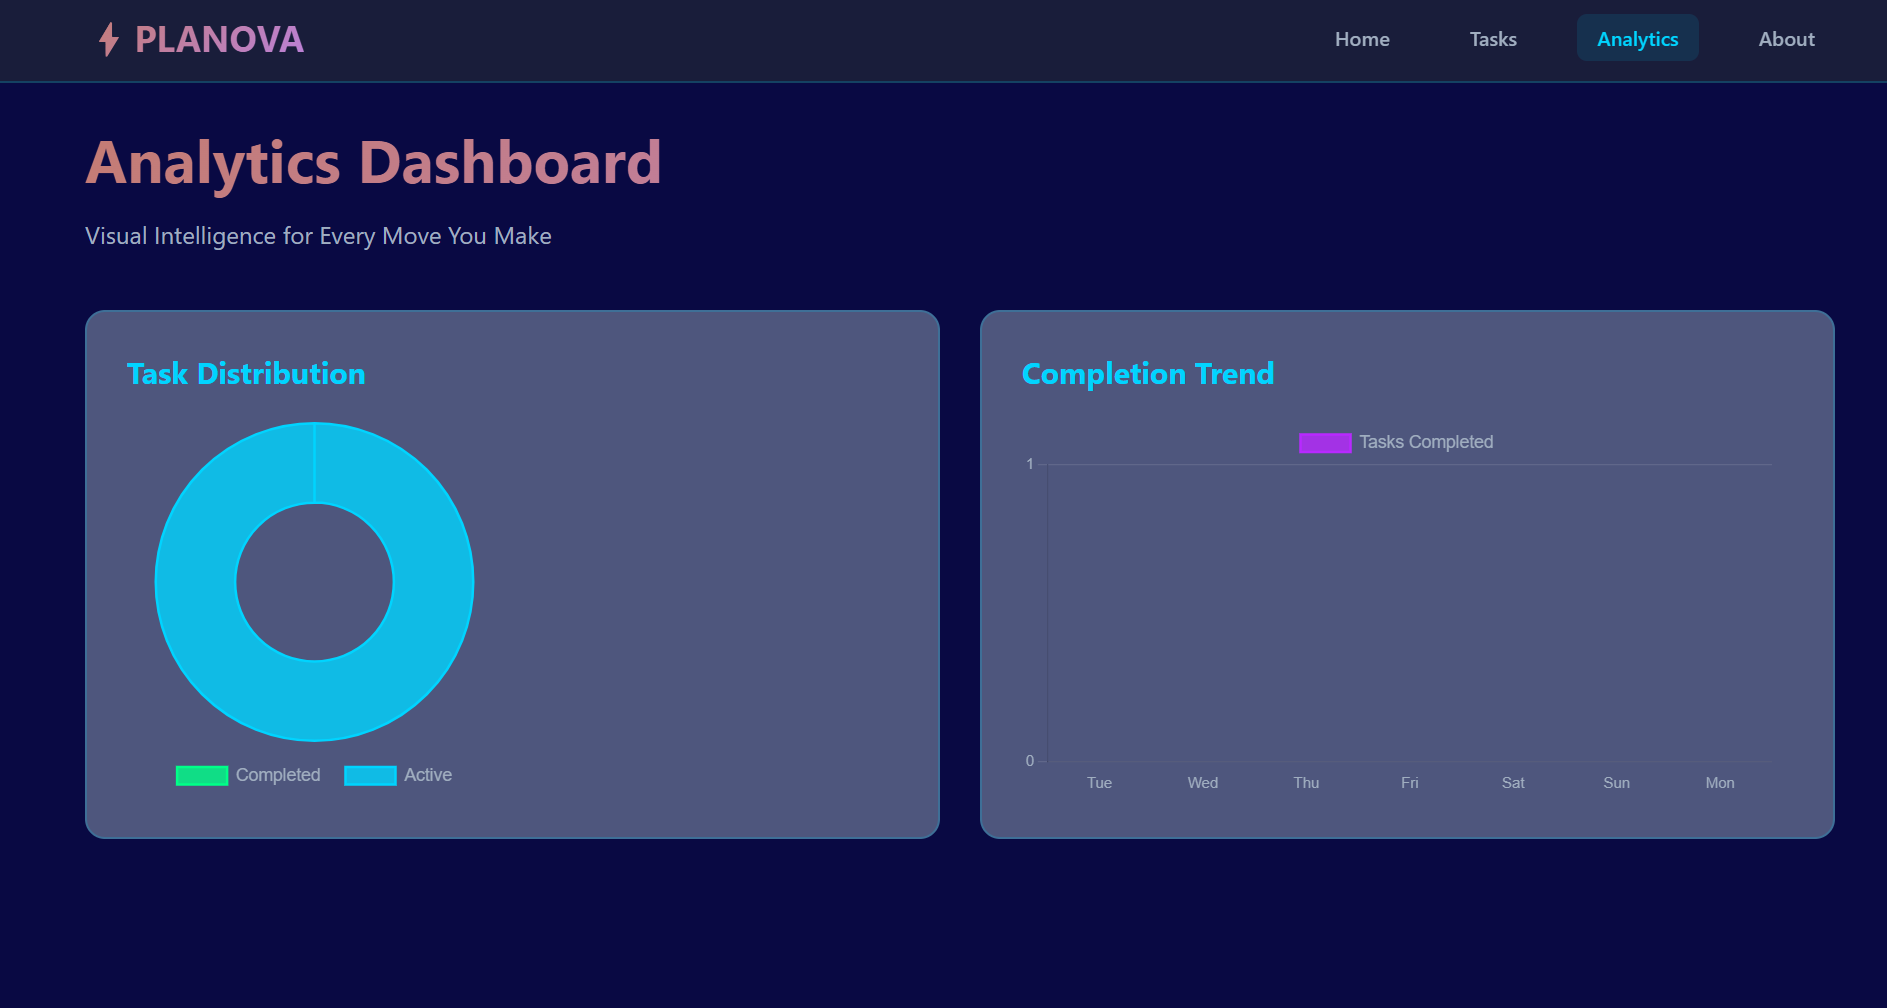 PLANOVA
Home Tasks Analytics About
Analytics Dashboard
Visual Intelligence for Every Move You Make
Task Distribution
Completed Active
Completion Trend
Tasks Completed
1
0
Tue Wed Thu Fri Sat Sun Mon